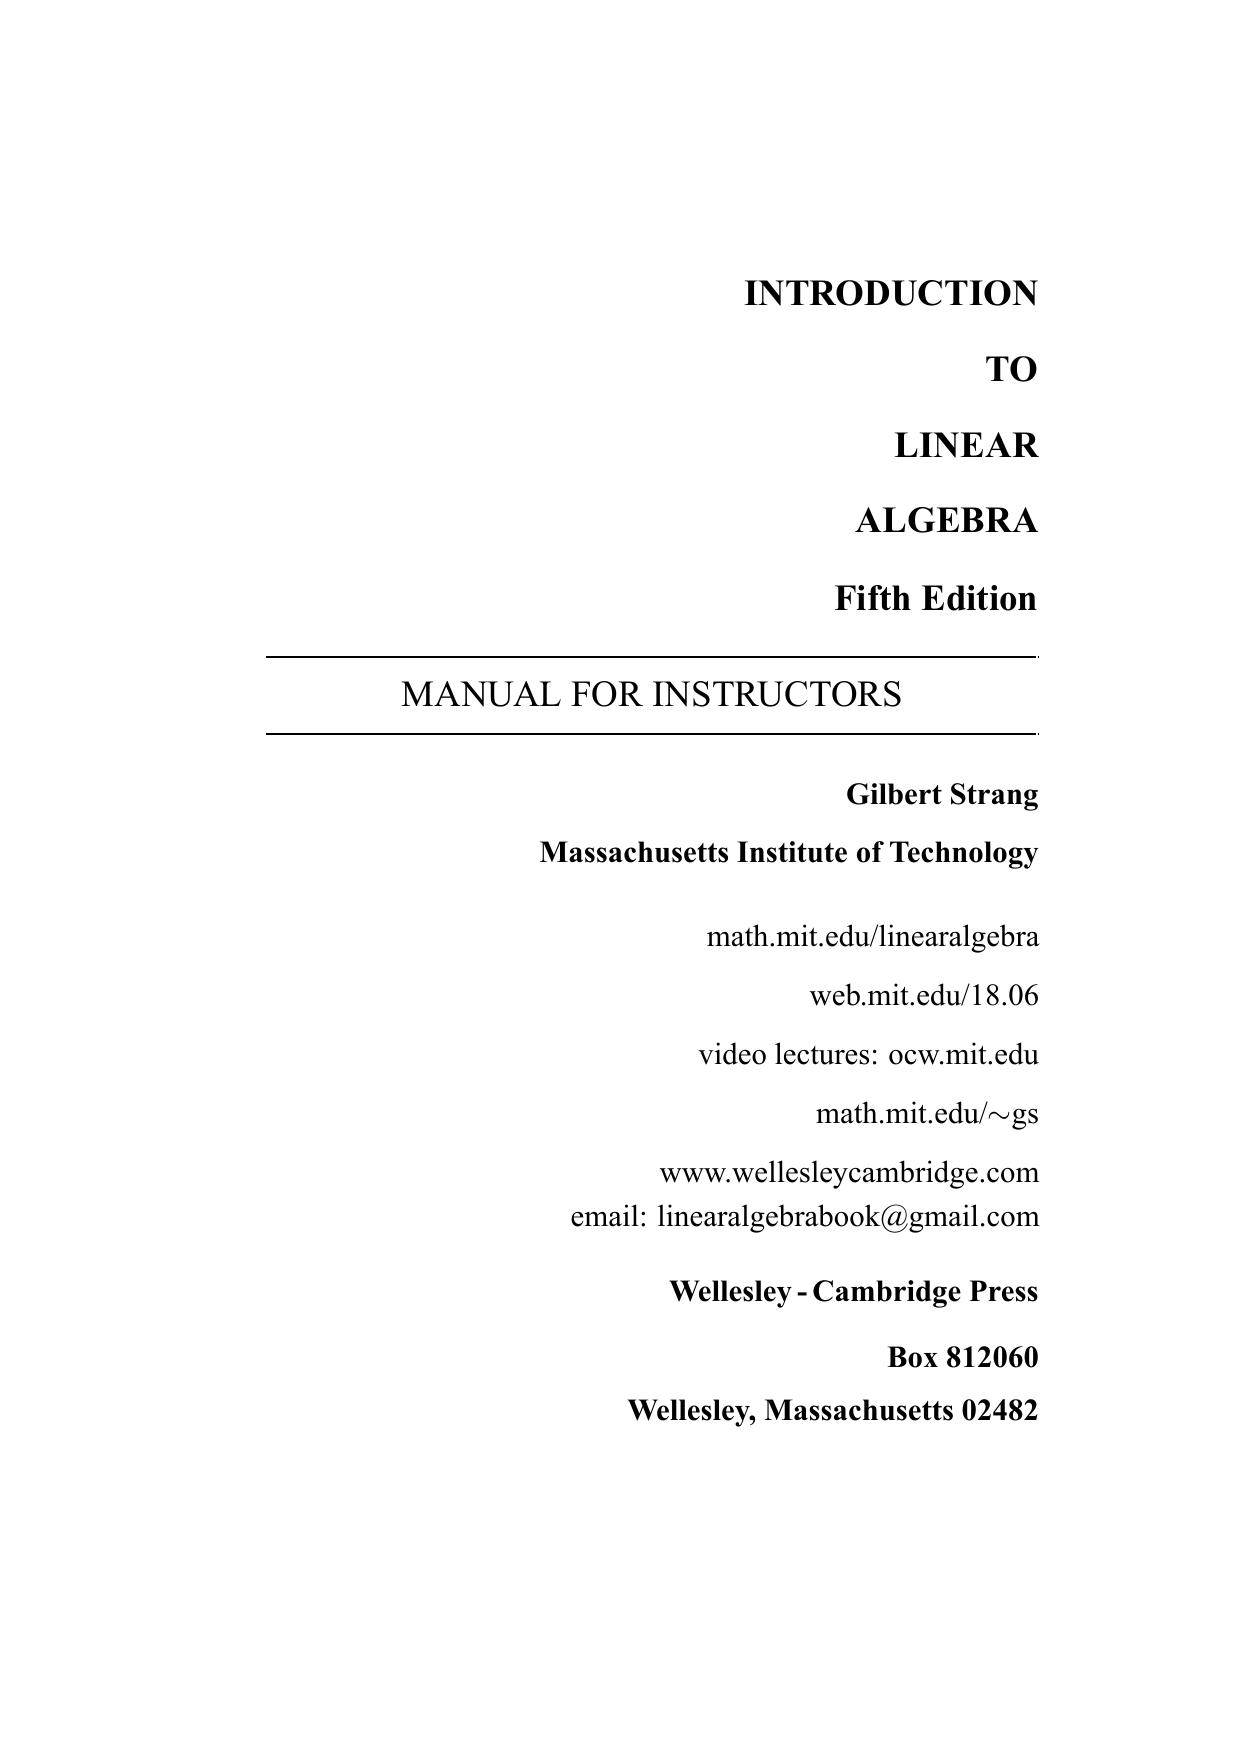 INTRODUCTION
TO
LINEAR
ALGEBRA
Fifth Edition
MANUAL FOR INSTRUCTORS
Gilbert Strang
Massachusetts Institute of Technology
math.mit.edu/linearalgebra
web.mit.edu/18.06
video lectures: ocw.mit.edu
math.mit.edu/∼gs
www.wellesleycambridge.com
email: linearalgebrabook@gmail.com
Wellesley - Cambridge Press
Box 812060
Wellesley, Massachusetts 02482